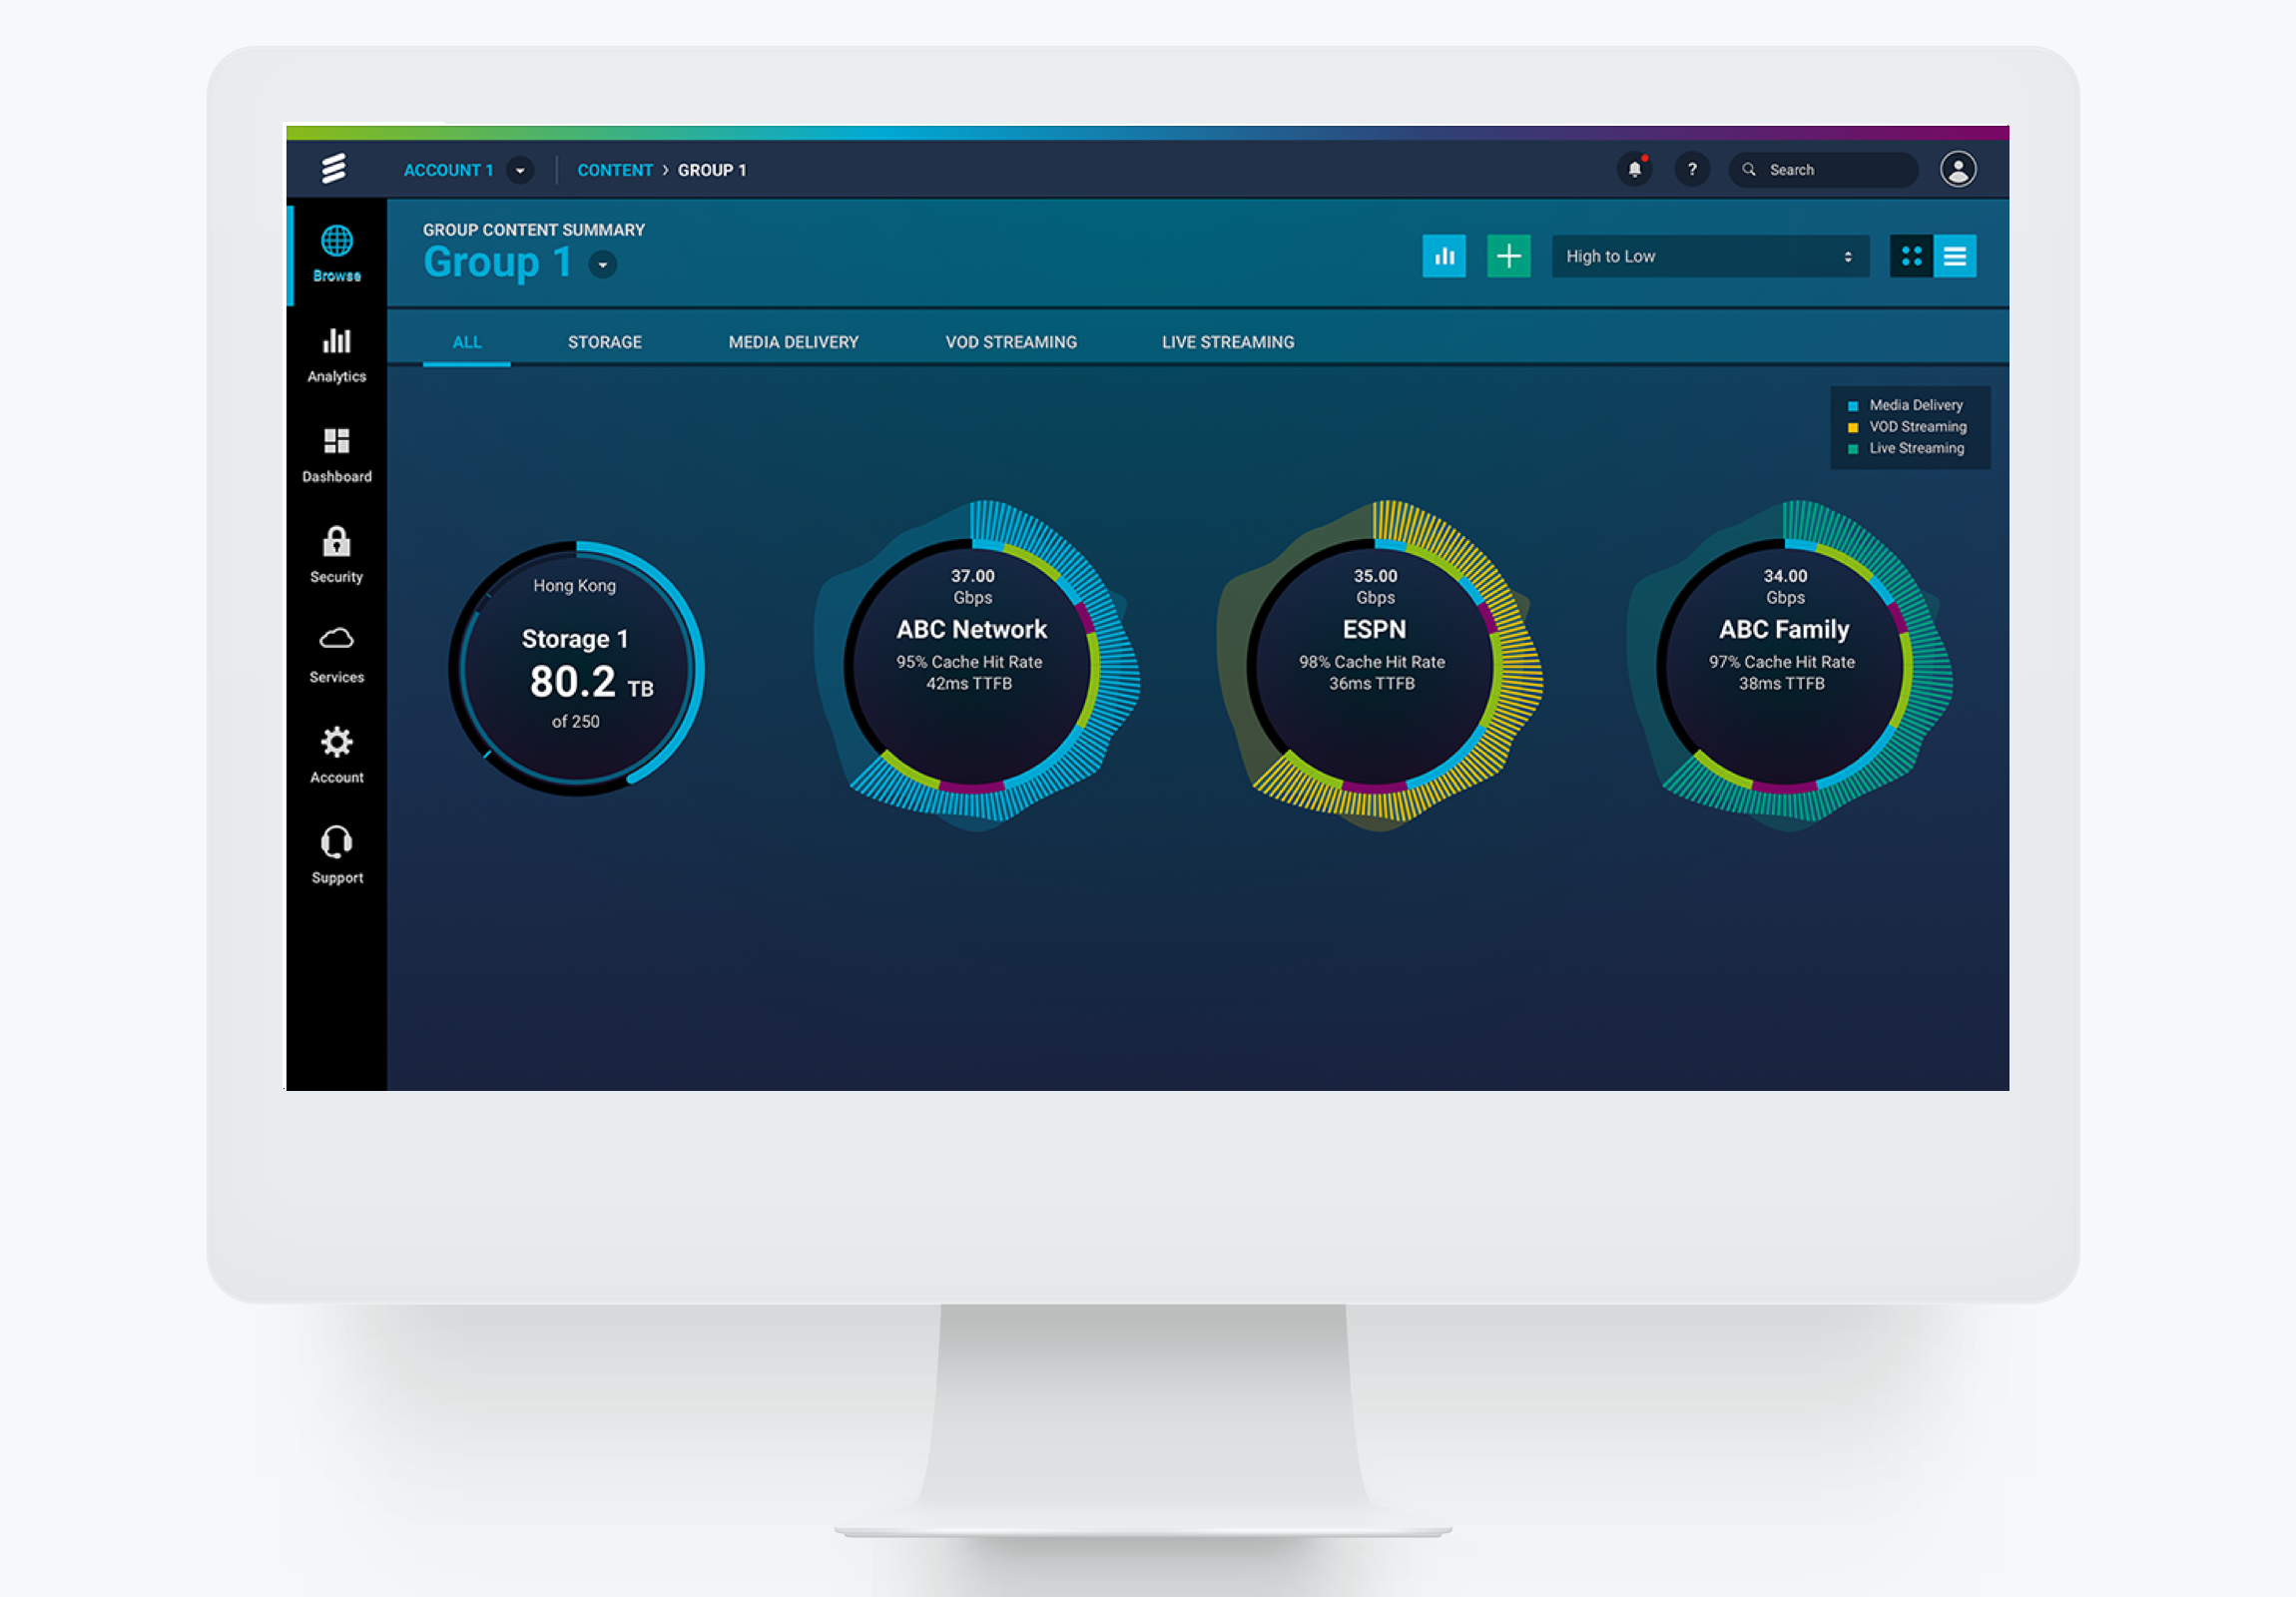 ACCOUNT 1
CONTENT > GROUP 1
?
Search
Browse
Analytics
Dashboard
Security
Services
Account
Support
GROUP CONTENT SUMMARY
Group 1
High to Low
ALL STORAGE MEDIA DELIVERY VOD STREAMING LIVE STREAMING
Media Delivery
VOD Streaming
Live Streaming
Hong Kong
Storage 1
80.2 TB
of 250
37.00
Gbps
ABC Network
95% Cache Hit Rate
42ms TTFB
35.00
Gbps
ESPN
98% Cache Hit Rate
36ms TTFB
34.00
Gbps
ABC Family
97% Cache Hit Rate
38ms TTFB